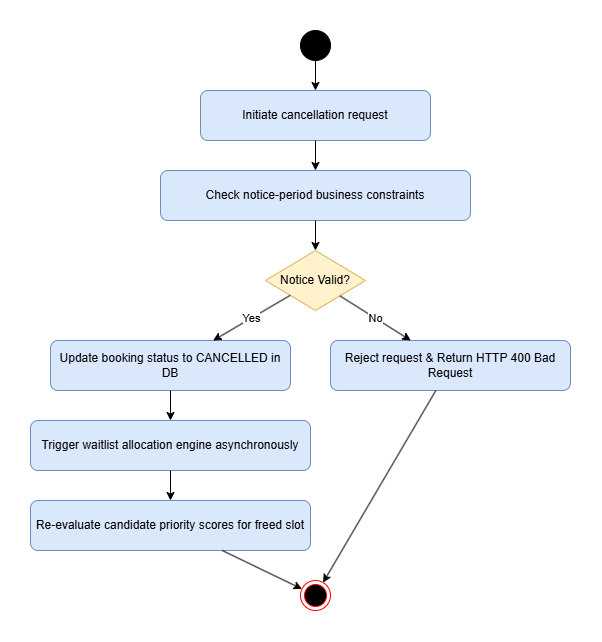 Initiate cancellation request
Check notice-period business constraints
Notice Valid?
Yes
No
Update booking status to CANCELLED in
DB
Reject request & Return HTTP 400 Bad
Request
Trigger waitlist allocation engine asynchronously
Re-evaluate candidate priority scores for freed slot